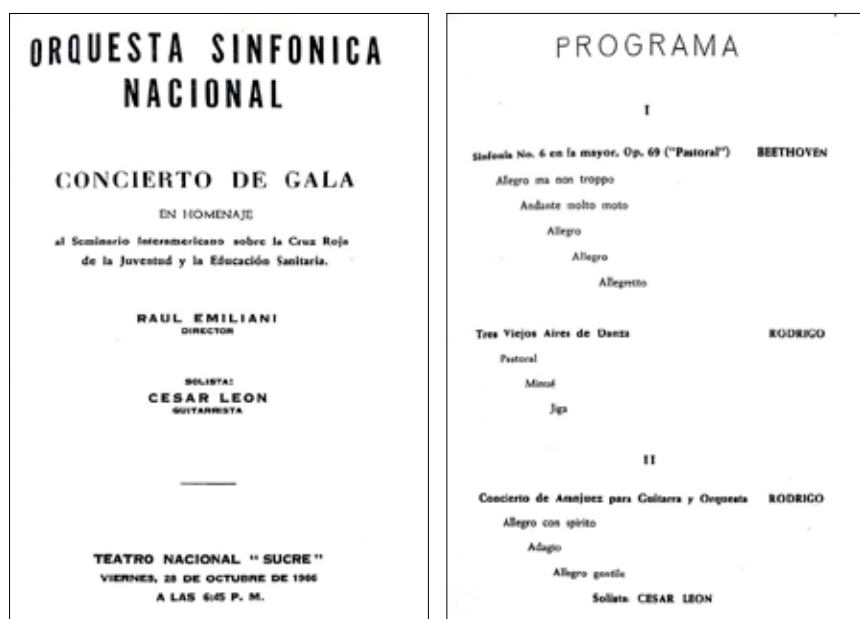 ORQUESTA SINFONICA
NACIONAL
CONCIERTO DE GALA
EN HOMENAJE
al Seminario Interamericano sobre la Cruz Roja
de la Juventud y la Educación Sanitaria.
RAUL EMILIANI
DIRECTOR
SOLISTA:
CESAR LEON
GUITARRISTA
TEATRO NACIONAL "SUCRE"
VIERNES, 28 DE OCTUBRE DE 1966
A LAS 6:45 P. M.
PROGRAMA
I
Sinfonía No. 6 en fa mayor, Op. 69 ("Pastoral") BEETHOVEN
Allegro ma non troppo
Andante molto moto
Allegro
Allegro
Allegretto
Tres Viejos Aires de Danza RODRIGO
Pastoral
Minué
Jiga
II
Concierto de Aranjuez para Guitarra y Orquesta RODRIGO
Allegro con spirito
Adagio
Allegro gentile
Solista CESAR LEON